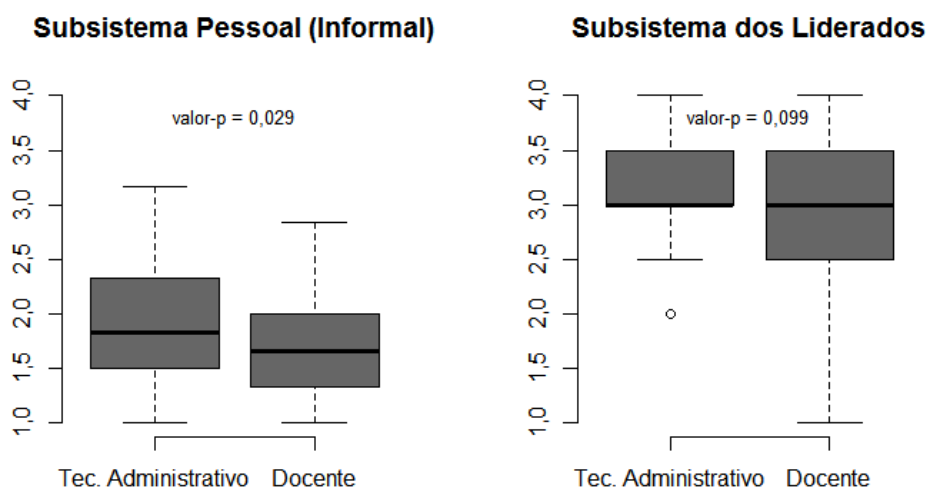 Subsistema Pessoal (Informal)
valor-p = 0,029
4,0
3,5
3,0
2,5
2,0
1,5
1,0
Tec. Administrativo Docente
Subsistema dos Liderados
valor-p = 0,099
4,0
3,5
3,0
2,5
2,0
1,5
1,0
Tec. Administrativo Docente